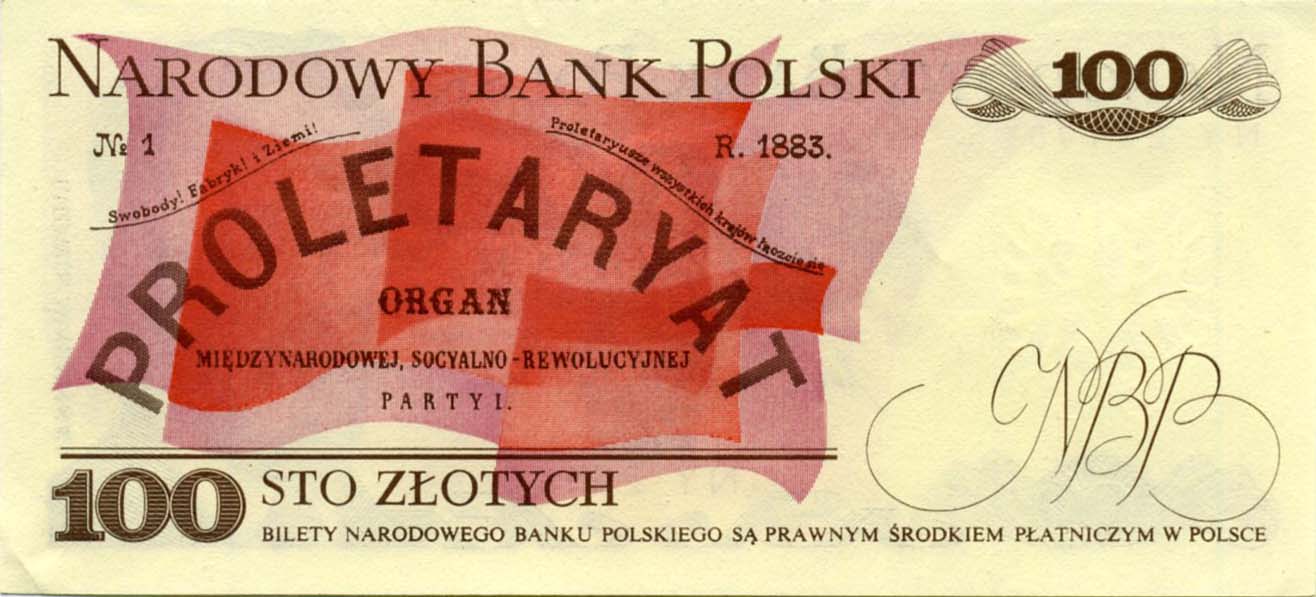 NARODOWY BANK POLSKI
100
№ 1
R. 1883.
Swobody! Fabryk! i Ziemi!
Proletaryusze wszystkich krajów łączcie się
PROLETARYAT
ORGAN
MIĘDZYNARODOWEJ, SOCYALNO-REWOLUCYJNEJ
PARTYI.
NBP
100 STO ZŁOTYCH
BILETY NARODOWEGO BANKU POLSKIEGO SĄ PRAWNYM ŚRODKIEM PŁATNICZYM W POLSCE